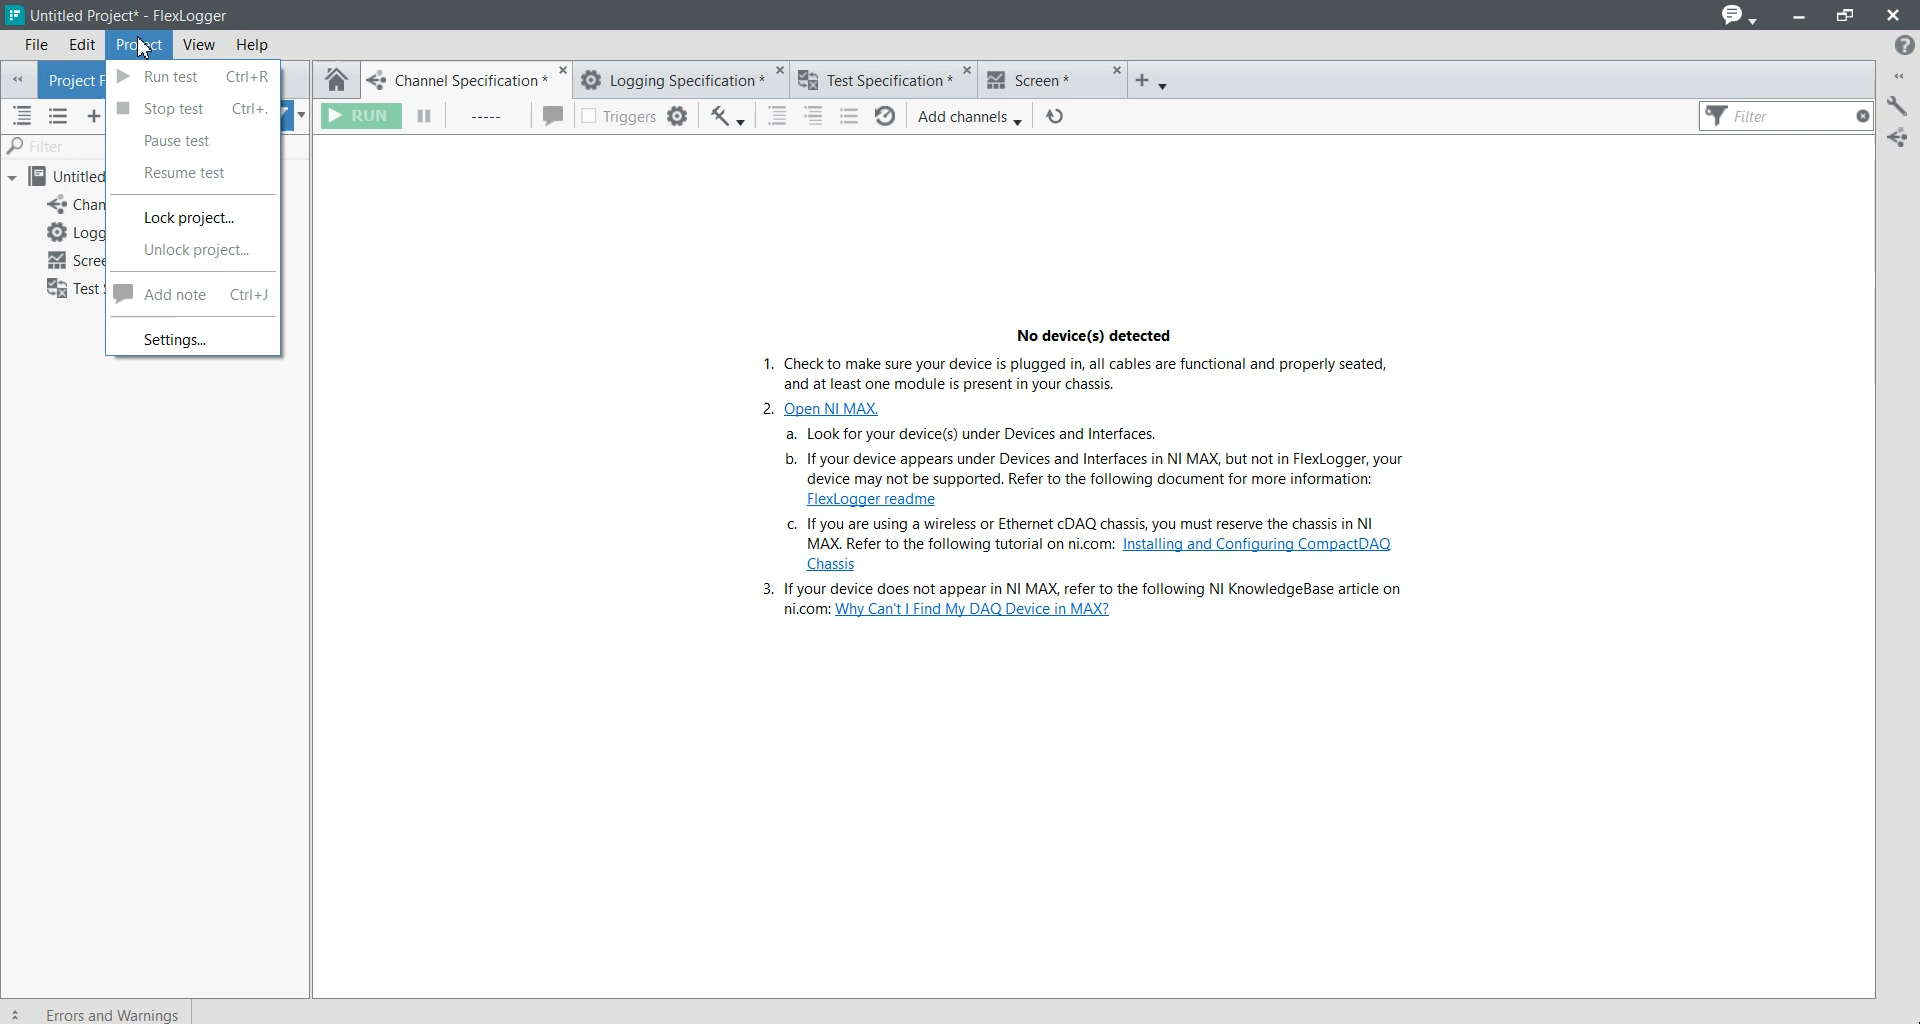 Untitled Project* - FlexLogger
File Edit Project View Help
Project F
Channel Specification *
Logging Specification *
Test Specification *
Screen *
RUN
-----
Triggers
Add channels
Filter
Filter
Untitled
Chan
Logg
Scree
Test
Run test Ctrl+R
Stop test Ctrl+.
Pause test
Resume test
Lock project...
Unlock project...
Add note Ctrl+J
Settings...
No device(s) detected
1. Check to make sure your device is plugged in, all cables are functional and properly seated,
and at least one module is present in your chassis.
2. Open NI MAX.
a. Look for your device(s) under Devices and Interfaces.
b. If your device appears under Devices and Interfaces in NI MAX, but not in FlexLogger, your
device may not be supported. Refer to the following document for more information:
FlexLogger readme
c. If you are using a wireless or Ethernet cDAQ chassis, you must reserve the chassis in NI
MAX. Refer to the following tutorial on ni.com: Installing and Configuring CompactDAQ
Chassis
3. If your device does not appear in NI MAX, refer to the following NI KnowledgeBase article on
ni.com: Why Can't I Find My DAQ Device in MAX?
Errors and Warnings